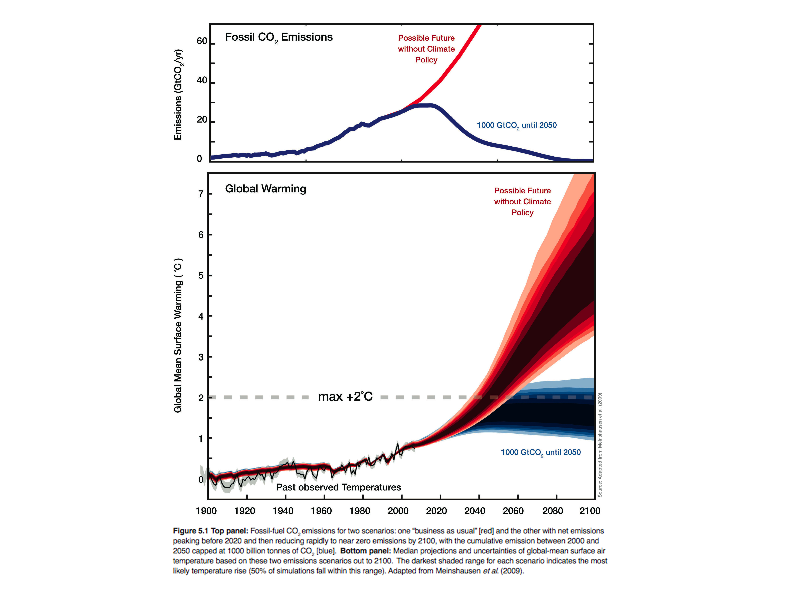 Fossil CO2 Emissions
Possible Future
without Climate
Policy
1000 GtCO2 until 2050
Emissions (GtCO2/yr)
60
40
20
0
Global Warming
Possible Future
without Climate
Policy
Global Mean Surface Warming (˚C)
7
6
5
4
3
2
1
0
max +2˚C
1000 GtCO2 until 2050
Past observed Temperatures
Source: Adapted from Meinshausen et al. (2009)
1900 1920 1940 1960 1980 2000 2020 2040 2060 2080 2100
Figure 5.1 Top panel: Fossil-fuel CO2 emissions for two scenarios: one "business as usual" [red] and the other with net emissions
peaking before 2020 and then reducing rapidly to near zero emissions by 2100, with the cumulative emission between 2000 and
2050 capped at 1000 billion tonnes of CO2 [blue]. Bottom panel: Median projections and uncertainties of global-mean surface air
temperature based on these two emissions scenarios out to 2100. The darkest shaded range for each scenario indicates the most
likely temperature rise (50% of simulations fall within this range). Adapted from Meinshausen et al. (2009).